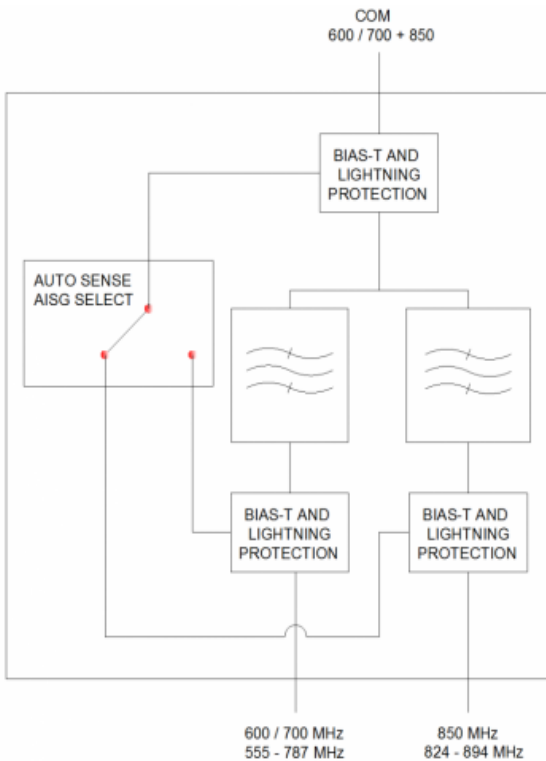 COM
600 / 700 + 850
BIAS-T AND
LIGHTNING
PROTECTION
AUTO SENSE
AISG SELECT
BIAS-T AND
LIGHTNING
PROTECTION
BIAS-T AND
LIGHTNING
PROTECTION
600 / 700 MHz
555 - 787 MHz
850 MHz
824 - 894 MHz